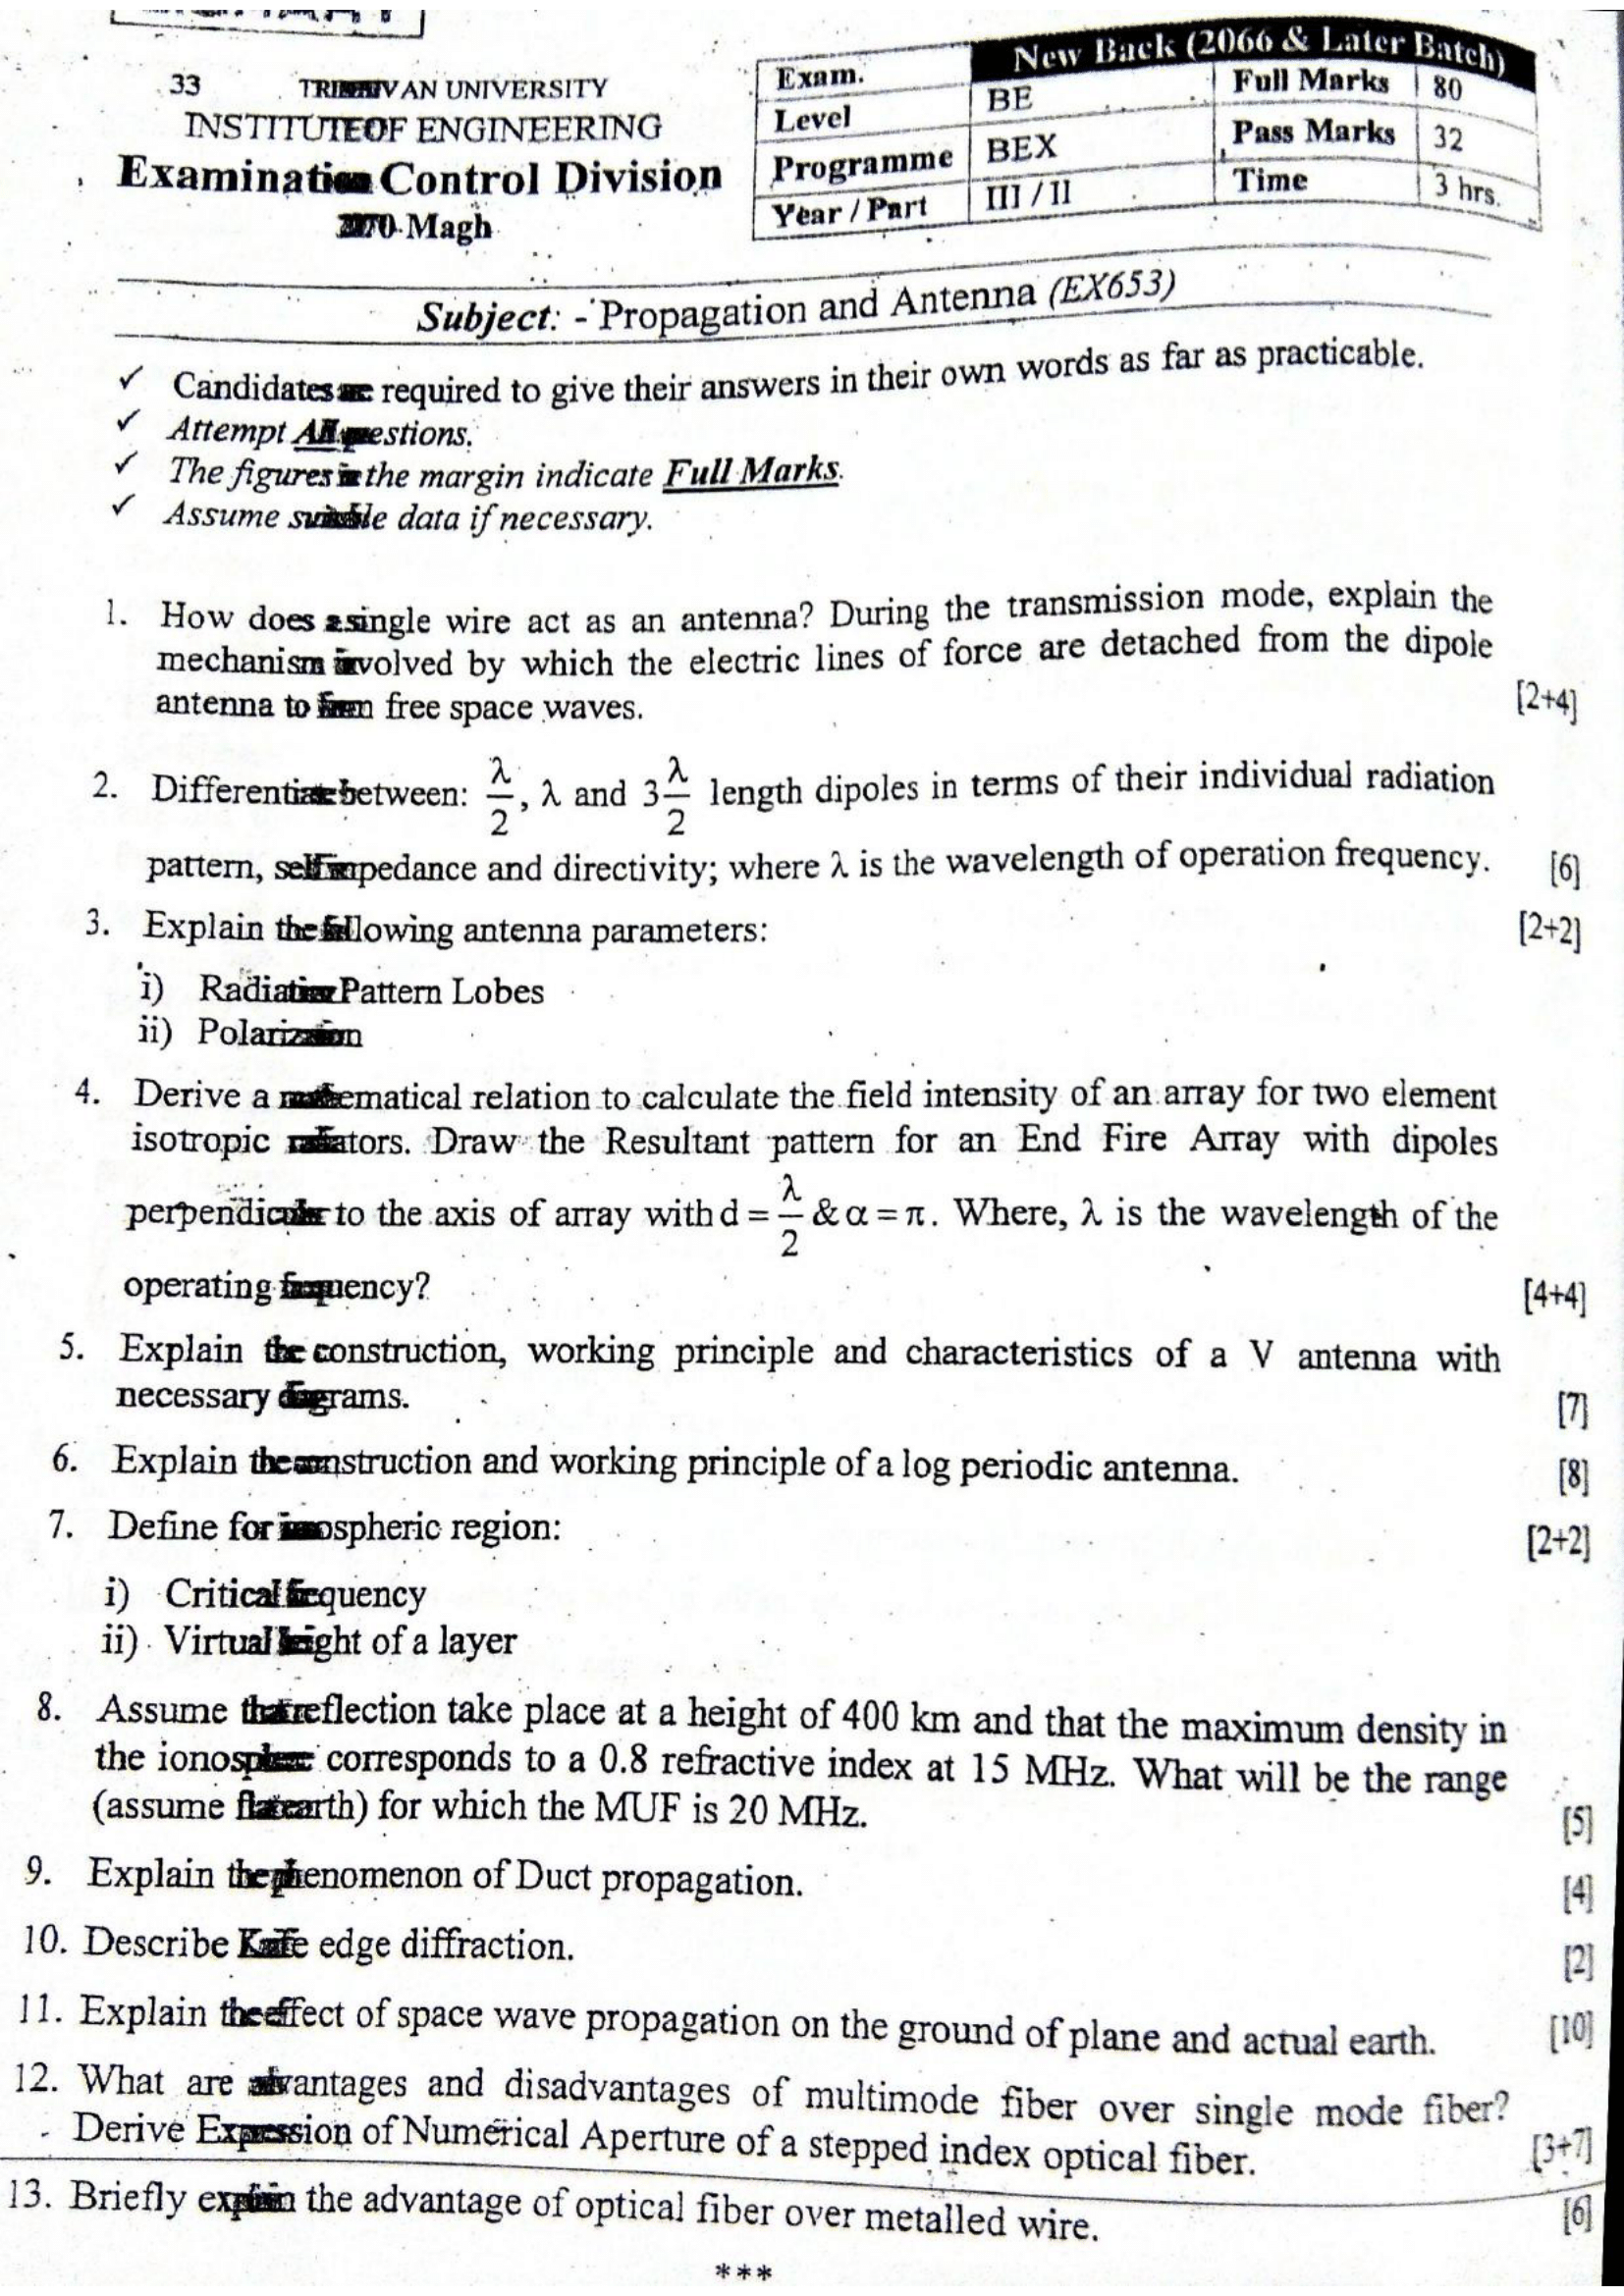 33 TRIBHUVAN UNIVERSITY
INSTITUTE OF ENGINEERING
Examination Control Division
2070 Magh
Exam. New Back (2066 & Later Batch)
Level BE Full Marks 80
Programme BEX Pass Marks 32
Year / Part III / II Time 3 hrs.
Subject: - Propagation and Antenna (EX653)
✓ Candidates are required to give their answers in their own words as far as practicable.
✓ Attempt All questions.
✓ The figures in the margin indicate Full Marks.
✓ Assume suitable data if necessary.
1. How does a single wire act as an antenna? During the transmission mode, explain the
mechanism involved by which the electric lines of force are detached from the dipole
antenna to form free space waves. [2+4]
2. Differentiate between: λ/2, λ and 3λ/2 length dipoles in terms of their individual radiation
pattern, self impedance and directivity; where λ is the wavelength of operation frequency. [6]
3. Explain the following antenna parameters: [2+2]
i) Radiation Pattern Lobes
ii) Polarization
4. Derive a mathematical relation to calculate the field intensity of an array for two element
isotropic radiators. Draw the Resultant pattern for an End Fire Array with dipoles
perpendicular to the axis of array with d = λ/2 & α = π. Where, λ is the wavelength of the
operating frequency? [4+4]
5. Explain the construction, working principle and characteristics of a V antenna with
necessary diagrams. [7]
6. Explain the construction and working principle of a log periodic antenna. [8]
7. Define for ionospheric region: [2+2]
i) Critical frequency
ii) Virtual height of a layer
8. Assume that reflection take place at a height of 400 km and that the maximum density in
the ionosphere corresponds to a 0.8 refractive index at 15 MHz. What will be the range
(assume flat earth) for which the MUF is 20 MHz. [5]
9. Explain the phenomenon of Duct propagation. [4]
10. Describe Knife edge diffraction. [2]
11. Explain the effect of space wave propagation on the ground of plane and actual earth. [10]
12. What are advantages and disadvantages of multimode fiber over single mode fiber?
Derive Expression of Numerical Aperture of a stepped index optical fiber. [3+7]
13. Briefly explain the advantage of optical fiber over metalled wire. [6]
***